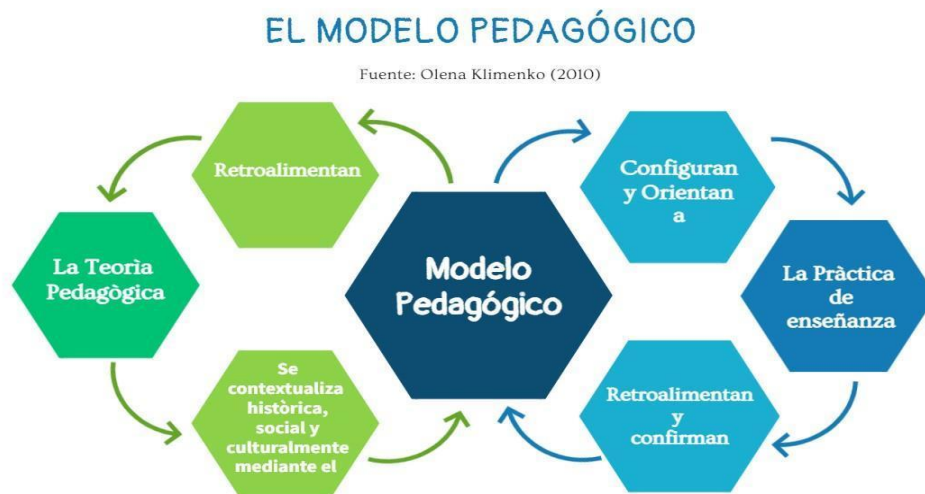 EL MODELO PEDAGÓGICO
Fuente: Olena Klimenko (2010)
Retroalimentan
La Teorìa
Pedagògica
Se
contextualiza
històrica,
social y
culturalmente
mediante el
Modelo
Pedagógico
Configuran
y Orientan
a
La Pràctica
de
enseñanza
Retroalimentan
y
confirman